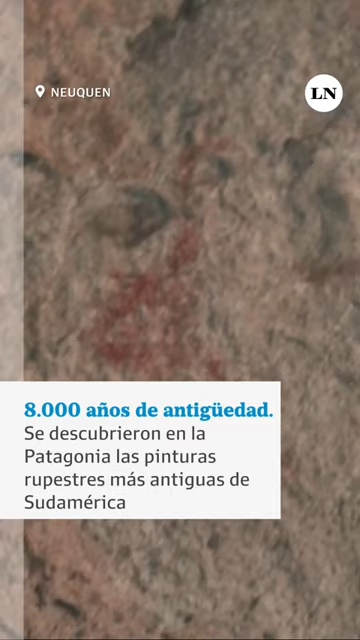 NEUQUEN
LN
8.000 años de antigüedad.
Se descubrieron en la
Patagonia las pinturas
rupestres más antiguas de
Sudamérica